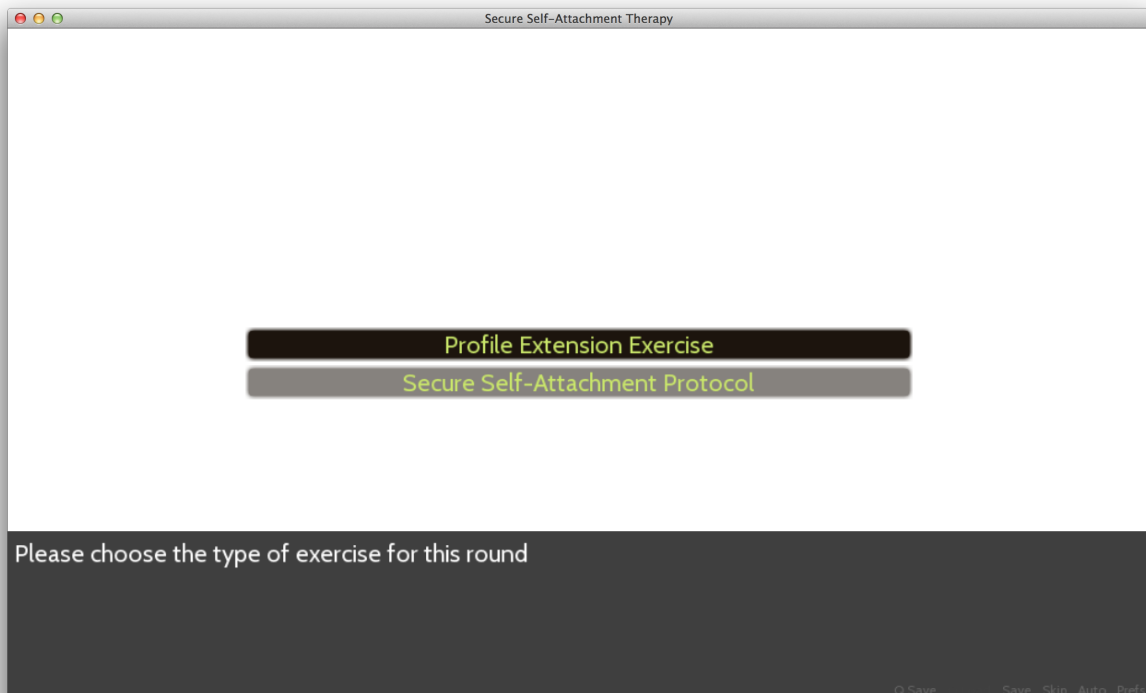 Secure Self-Attachment Therapy
Profile Extension Exercise
Secure Self-Attachment Protocol
Please choose the type of exercise for this round
Q.Save Save Skip Auto